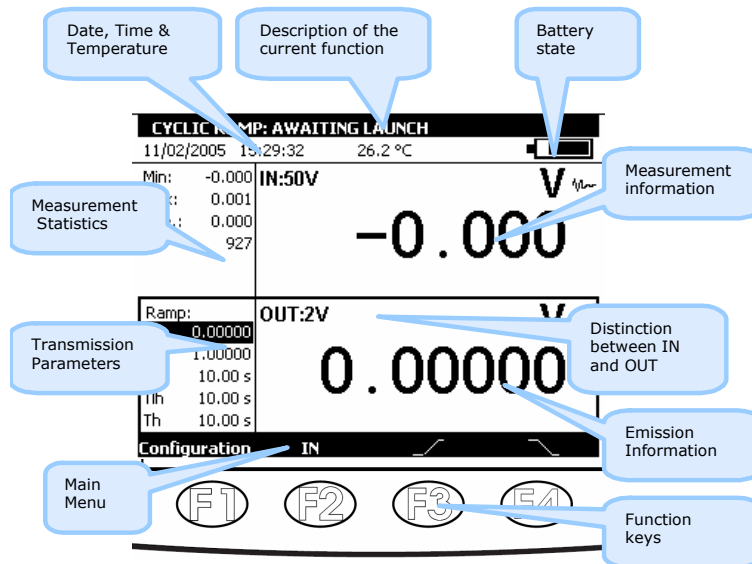 Date, Time &
Temperature
Description of the
current function
Battery
state
CYCLIC RAMP: AWAITING LAUNCH
11/02/2005 15:29:32 26.2 °C
Min: -0.000
0.001
0.000
927
IN:50V
V
-0.000
Measurement
information
Measurement
Statistics
Ramp:
0.00000
1.00000
10.00 s
10.00 s
Th 10.00 s
OUT:2V
V
0.00000
Transmission
Parameters
Distinction
between IN
and OUT
Emission
Information
Configuration IN
Main
Menu
F1 F2 F3 F4
Function
keys